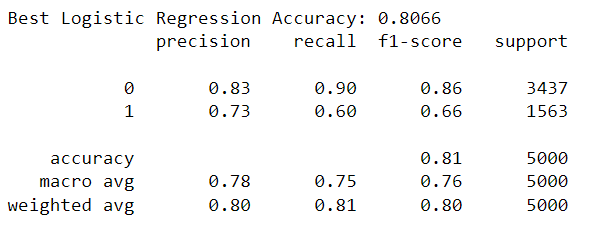 Best Logistic Regression Accuracy: 0.8066
precision recall f1-score support
0 0.83 0.90 0.86 3437
1 0.73 0.60 0.66 1563
accuracy 0.81 5000
macro avg 0.78 0.75 0.76 5000
weighted avg 0.80 0.81 0.80 5000